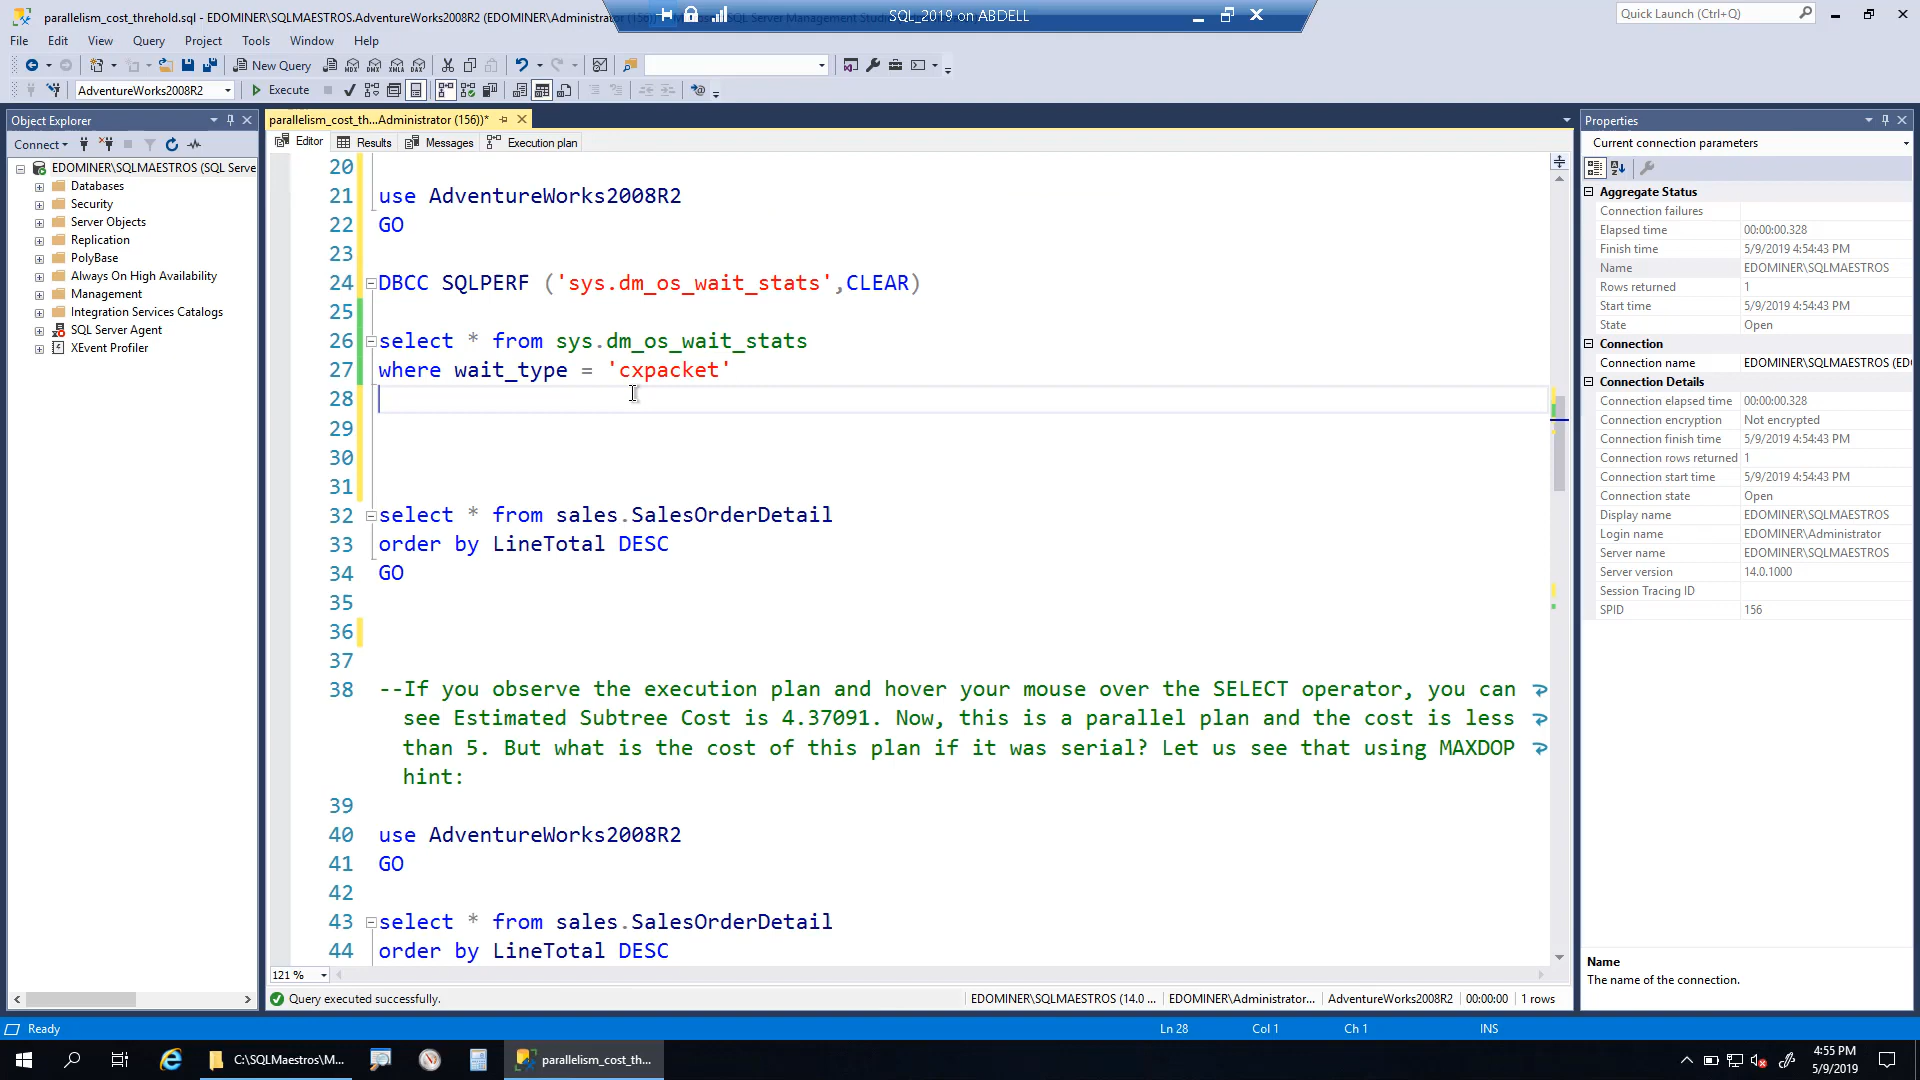 parallelism_cost_threhold.sql - EDOMINER\SQLMAESTROS.AdventureWorks2008R2 (EDOMINER\Administrator (156))
SQL_2019 on ABDELL
Quick Launch (Ctrl+Q)
File Edit View Query Project Tools Window Help
New Query
AdventureWorks2008R2
Execute
Object Explorer
Connect
EDOMINER\SQLMAESTROS (SQL Serve
Databases
Security
Server Objects
Replication
PolyBase
Always On High Availability
Management
Integration Services Catalogs
SQL Server Agent
XEvent Profiler
parallelism_cost_th...Administrator (156))*
Editor Results Messages Execution plan
20
21 use AdventureWorks2008R2
22 GO
23
24 DBCC SQLPERF ('sys.dm_os_wait_stats',CLEAR)
25
26 select * from sys.dm_os_wait_stats
27 where wait_type = 'cxpacket'
28
29
30
31
32 select * from sales.SalesOrderDetail
33 order by LineTotal DESC
34 GO
35
36
37
38 --If you observe the execution plan and hover your mouse over the SELECT operator, you can
see Estimated Subtree Cost is 4.37091. Now, this is a parallel plan and the cost is less
than 5. But what is the cost of this plan if it was serial? Let us see that using MAXDOP
hint:
39
40 use AdventureWorks2008R2
41 GO
42
43 select * from sales.SalesOrderDetail
44 order by LineTotal DESC
121 %
Query executed successfully.
EDOMINER\SQLMAESTROS (14.0 ...
EDOMINER\Administrator...
AdventureWorks2008R2
00:00:00
1 rows
Properties
Current connection parameters
Aggregate Status
Connection failures
Elapsed time 00:00:00.328
Finish time 5/9/2019 4:54:43 PM
Name EDOMINER\SQLMAESTROS
Rows returned 1
Start time 5/9/2019 4:54:43 PM
State Open
Connection
Connection name EDOMINER\SQLMAESTROS (EDO
Connection Details
Connection elapsed time 00:00:00.328
Connection encryption Not encrypted
Connection finish time 5/9/2019 4:54:43 PM
Connection rows returned 1
Connection start time 5/9/2019 4:54:43 PM
Connection state Open
Display name EDOMINER\SQLMAESTROS
Login name EDOMINER\Administrator
Server name EDOMINER\SQLMAESTROS
Server version 14.0.1000
Session Tracing ID
SPID 156
Name
The name of the connection.
Ready
Ln 28 Col 1 Ch 1 INS
C:\SQLMaestros\M...
parallelism_cost_th...
4:55 PM
5/9/2019